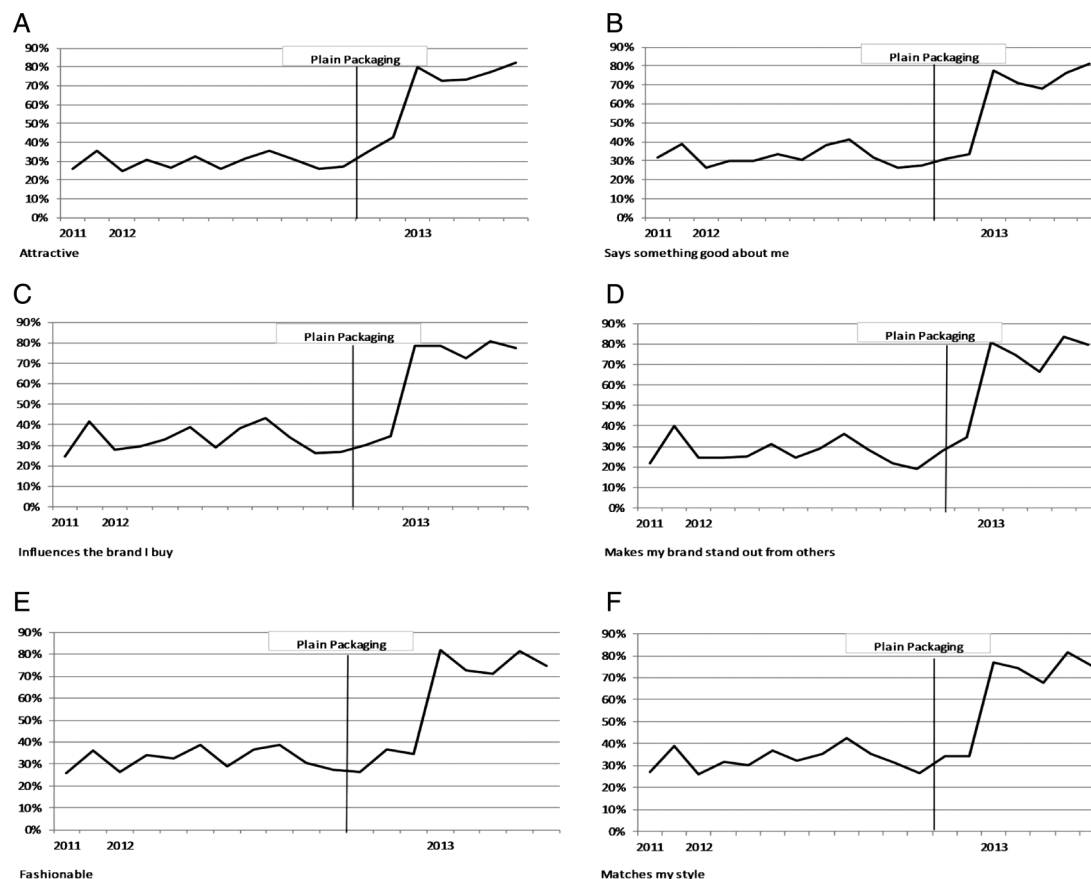 A
Plain Packaging
90%
80%
70%
60%
50%
40%
30%
20%
10%
0%
2011 2012 2013
Attractive
B
Plain Packaging
90%
80%
70%
60%
50%
40%
30%
20%
10%
0%
2011 2012 2013
Says something good about me
C
Plain Packaging
90%
80%
70%
60%
50%
40%
30%
20%
10%
0%
2011 2012 2013
Influences the brand I buy
D
Plain Packaging
90%
80%
70%
60%
50%
40%
30%
20%
10%
0%
2011 2012 2013
Makes my brand stand out from others
E
Plain Packaging
90%
80%
70%
60%
50%
40%
30%
20%
10%
0%
2011 2012 2013
Fashionable
F
Plain Packaging
90%
80%
70%
60%
50%
40%
30%
20%
10%
0%
2011 2012 2013
Matches my style